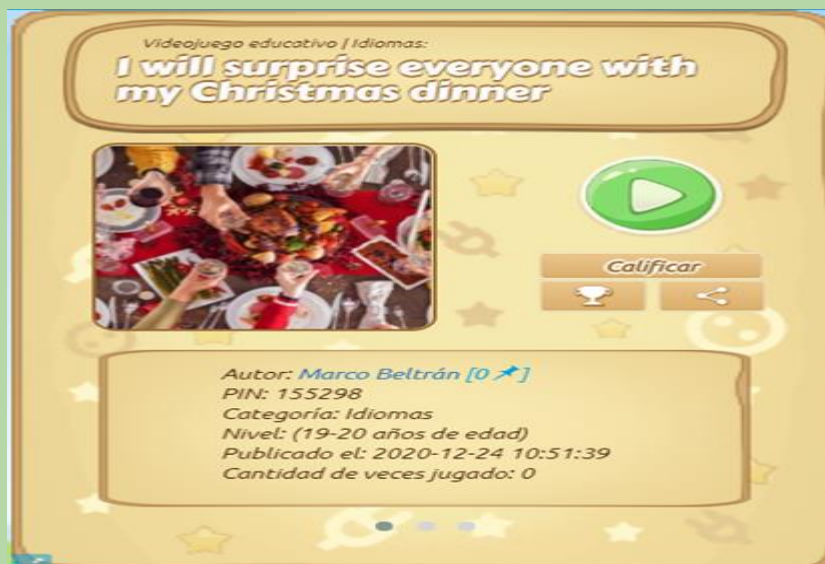 Videojuego educativo | Idiomas:
I will surprise everyone with
my Christmas dinner
Calificar
Autor: Marco Beltrán [0 ]
PIN: 155298
Categoría: Idiomas
Nivel: (19-20 años de edad)
Publicado el: 2020-12-24 10:51:39
Cantidad de veces jugado: 0